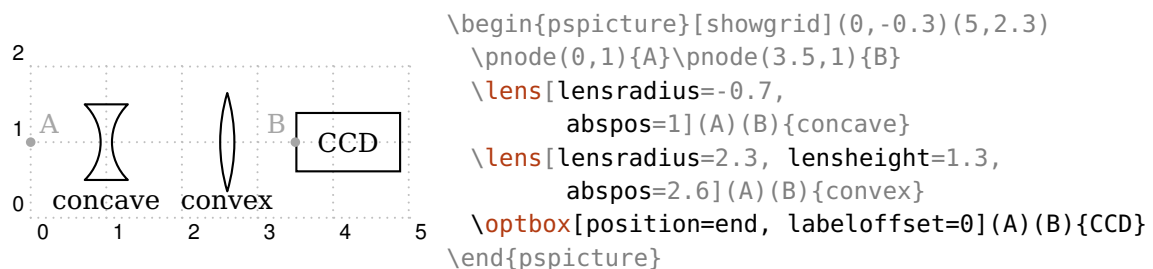 2
1
0
0 1 2 3 4 5
A
B
CCD
concave convex
\begin{pspicture}[showgrid](0,-0.3)(5,2.3)
\pnode(0,1){A}\pnode(3.5,1){B}
\lens[lensradius=-0.7,
abspos=1](A)(B){concave}
\lens[lensradius=2.3, lensheight=1.3,
abspos=2.6](A)(B){convex}
\optbox[position=end, labeloffset=0](A)(B){CCD}
\end{pspicture}